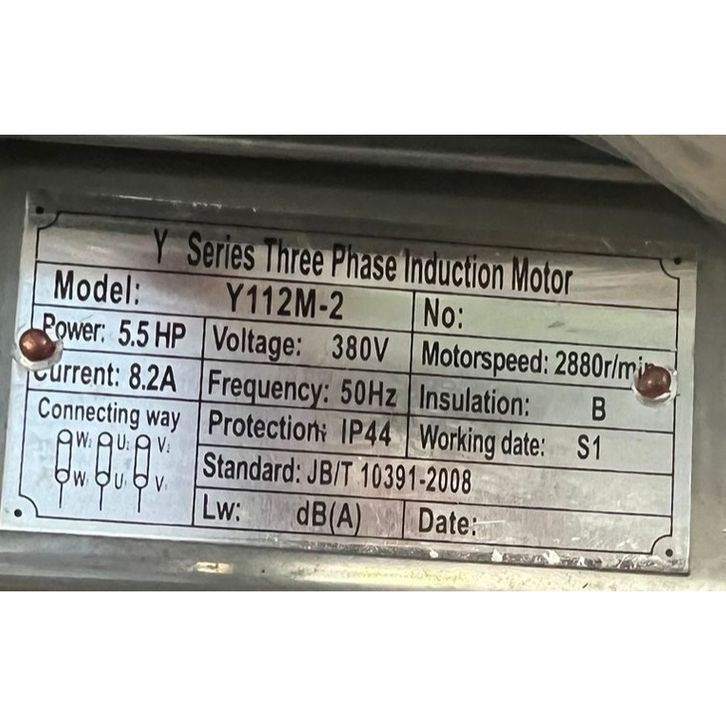 Y Series Three Phase Induction Motor
Model: Y112M-2 No:
Power: 5.5 HP Voltage: 380V Motorspeed: 2880r/min
Current: 8.2A Frequency: 50Hz Insulation: B
Connecting way Protection: IP44 Working date: S1
W₂ U₂ V₂
W₁ U₁ V₁
Standard: JB/T 10391-2008
Lw: dB(A) Date: